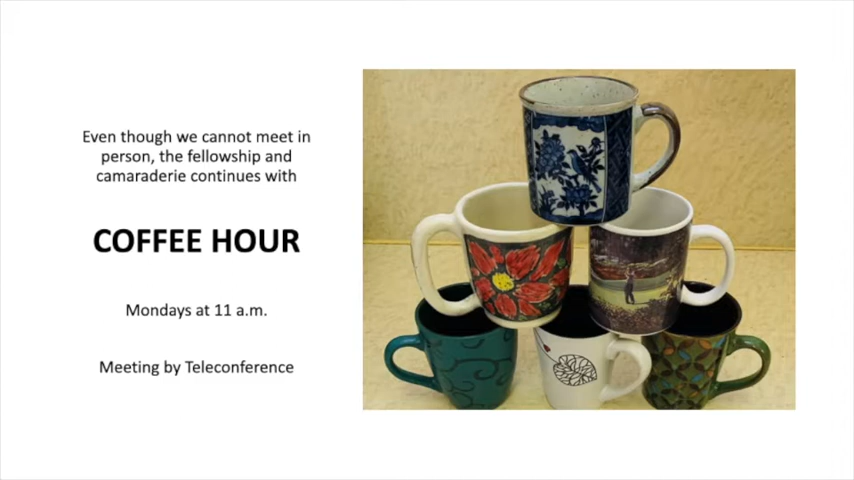 Even though we cannot meet in
person, the fellowship and
camaraderie continues with
COFFEE HOUR
Mondays at 11 a.m.
Meeting by Teleconference